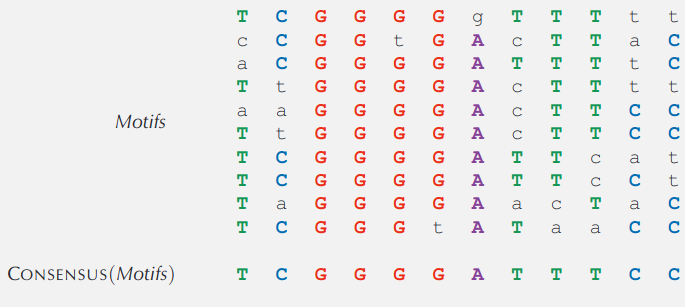 T C G G G G g T T T t t
c C G G t G A c T T a C
a C G G G G A T T T t C
T t G G G G A c T T t t
Motifs a a G G G G A c T T C C
T t G G G G A c T T C C
T C G G G G A T T c a t
T C G G G G A T T c C t
T a G G G G A a c T a C
T C G G G t A T a a C C
CONSENSUS(Motifs) T C G G G G A T T T C C